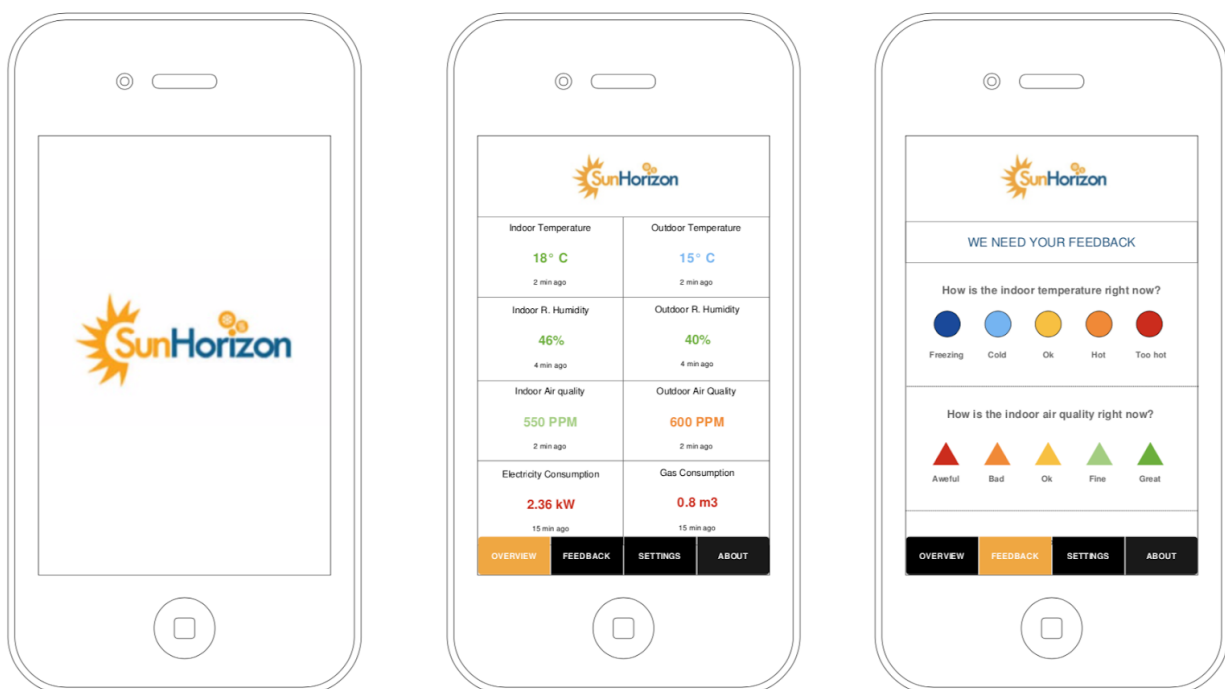 SunHorizon
SunHorizon
Indoor Temperature
18° C
2 min ago
Outdoor Temperature
15° C
2 min ago
Indoor R. Humidity
46%
4 min ago
Outdoor R. Humidity
40%
4 min ago
Indoor Air quality
550 PPM
2 min ago
Outdoor Air Quality
600 PPM
2 min ago
Electricity Consumption
2.36 kW
15 min ago
Gas Consumption
0.8 m3
15 min ago
OVERVIEW FEEDBACK SETTINGS ABOUT
SunHorizon
WE NEED YOUR FEEDBACK
How is the indoor temperature right now?
Freezing Cold Ok Hot Too hot
How is the indoor air quality right now?
Aweful Bad Ok Fine Great
OVERVIEW FEEDBACK SETTINGS ABOUT